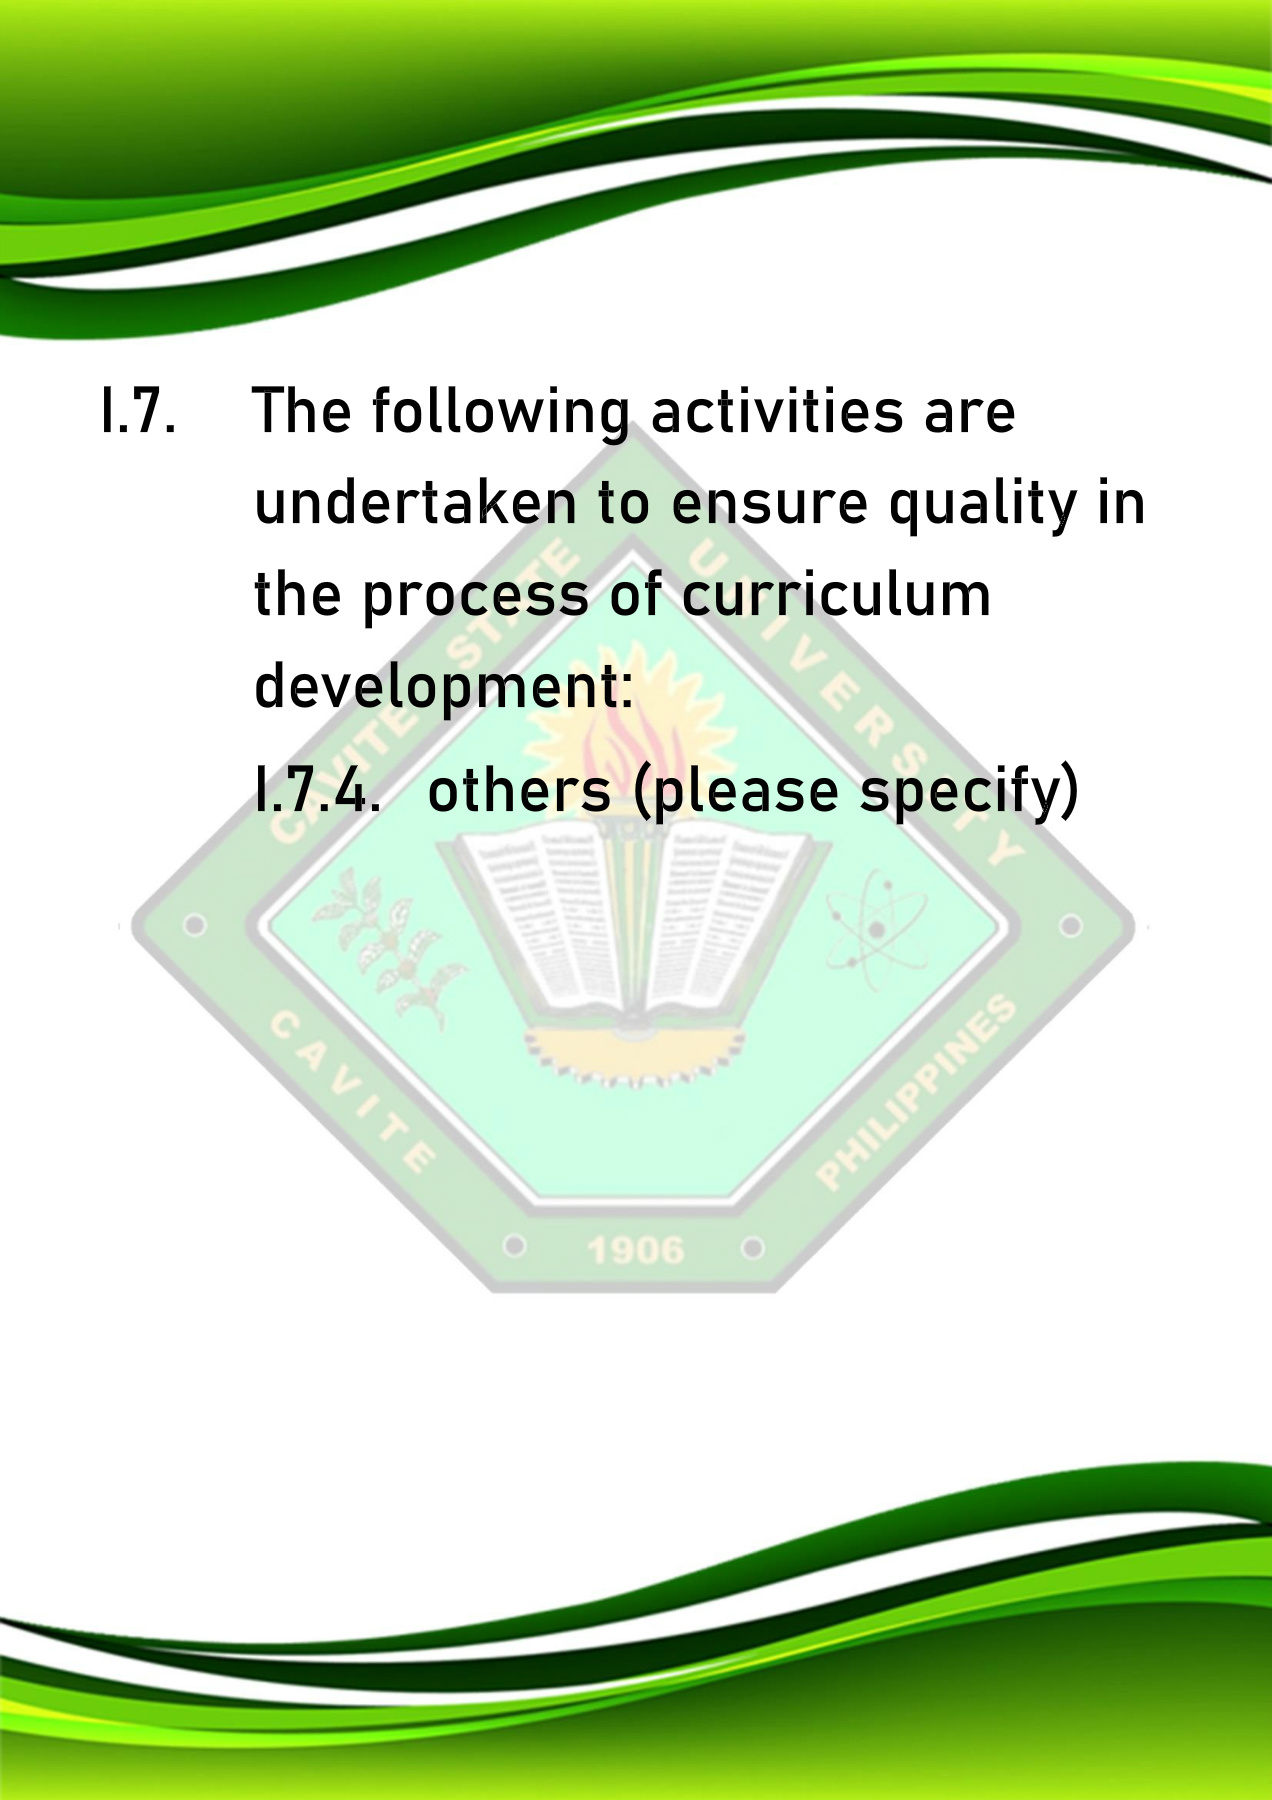 I.7. The following activities are
undertaken to ensure quality in
the process of curriculum
development:
I.7.4. others (please specify)
CAVITE STATE
UNIVERSITY
CAVITE
PHILIPPINES
1906